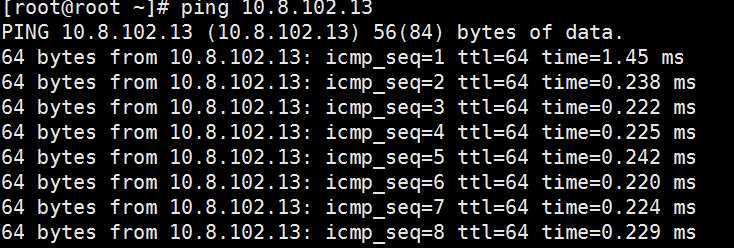 [root@root ~]# ping 10.8.102.13
PING 10.8.102.13 (10.8.102.13) 56(84) bytes of data.
64 bytes from 10.8.102.13: icmp_seq=1 ttl=64 time=1.45 ms
64 bytes from 10.8.102.13: icmp_seq=2 ttl=64 time=0.238 ms
64 bytes from 10.8.102.13: icmp_seq=3 ttl=64 time=0.222 ms
64 bytes from 10.8.102.13: icmp_seq=4 ttl=64 time=0.225 ms
64 bytes from 10.8.102.13: icmp_seq=5 ttl=64 time=0.242 ms
64 bytes from 10.8.102.13: icmp_seq=6 ttl=64 time=0.220 ms
64 bytes from 10.8.102.13: icmp_seq=7 ttl=64 time=0.224 ms
64 bytes from 10.8.102.13: icmp_seq=8 ttl=64 time=0.229 ms